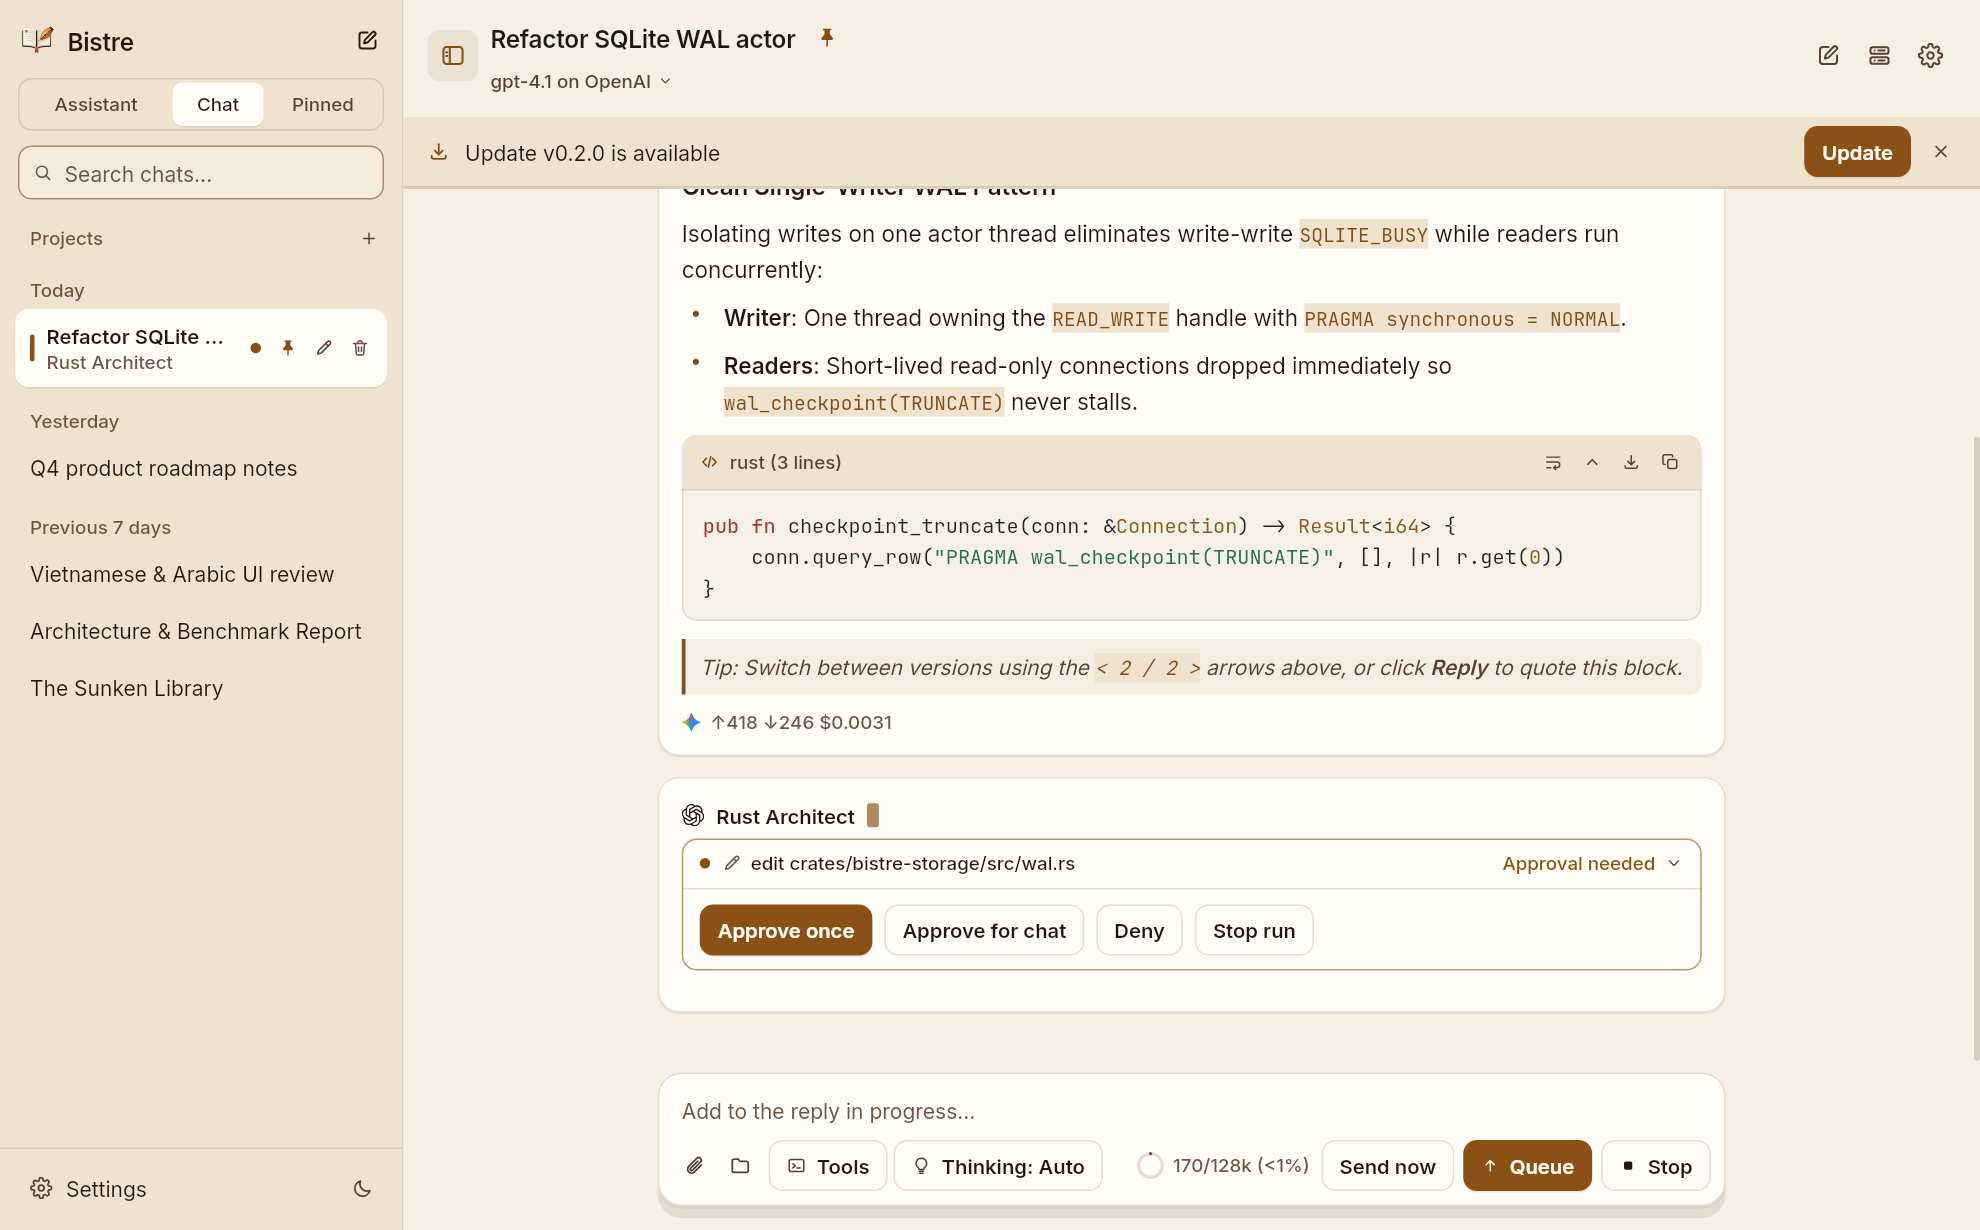 Bistre
Assistant
Chat
Pinned
Search chats...
Projects
Today
Refactor SQLite ...
Rust Architect
Yesterday
Q4 product roadmap notes
Previous 7 days
Vietnamese & Arabic UI review
Architecture & Benchmark Report
The Sunken Library
Settings
Refactor SQLite WAL actor
gpt-4.1 on OpenAI
Update v0.2.0 is available
Update
Clean Single-Writer WAL Pattern
Isolating writes on one actor thread eliminates write-write SQLITE_BUSY while readers run
concurrently:
• Writer: One thread owning the READ_WRITE handle with PRAGMA synchronous = NORMAL.
• Readers: Short-lived read-only connections dropped immediately so
wal_checkpoint(TRUNCATE) never stalls.
rust (3 lines)
pub fn checkpoint_truncate(conn: &Connection) -> Result<i64> {
    conn.query_row("PRAGMA wal_checkpoint(TRUNCATE)", [], |r| r.get(0))
}
Tip: Switch between versions using the < 2 / 2 > arrows above, or click Reply to quote this block.
↑418 ↓246 $0.0031
Rust Architect
edit crates/bistre-storage/src/wal.rs
Approval needed
Approve once
Approve for chat
Deny
Stop run
Add to the reply in progress...
Tools
Thinking: Auto
170/128k (<1%)
Send now
Queue
Stop